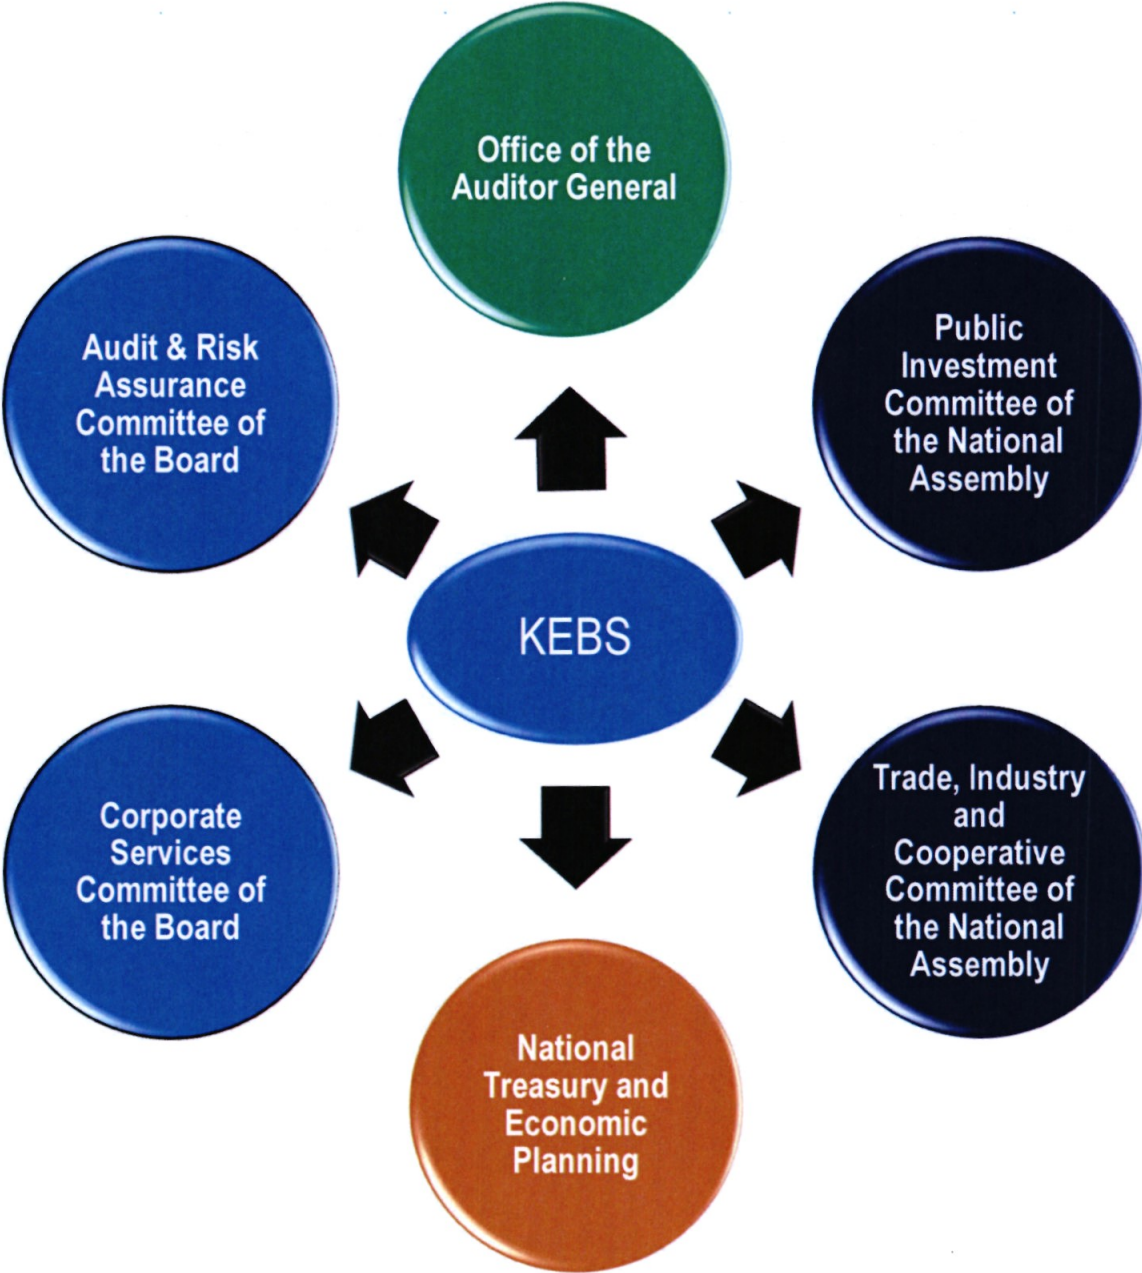 Office of the
Auditor General
Audit & Risk
Assurance
Committee of
the Board
Public
Investment
Committee of
the National
Assembly
KEBS
Corporate
Services
Committee of
the Board
Trade, Industry
and
Cooperative
Committee of
the National
Assembly
National
Treasury and
Economic
Planning